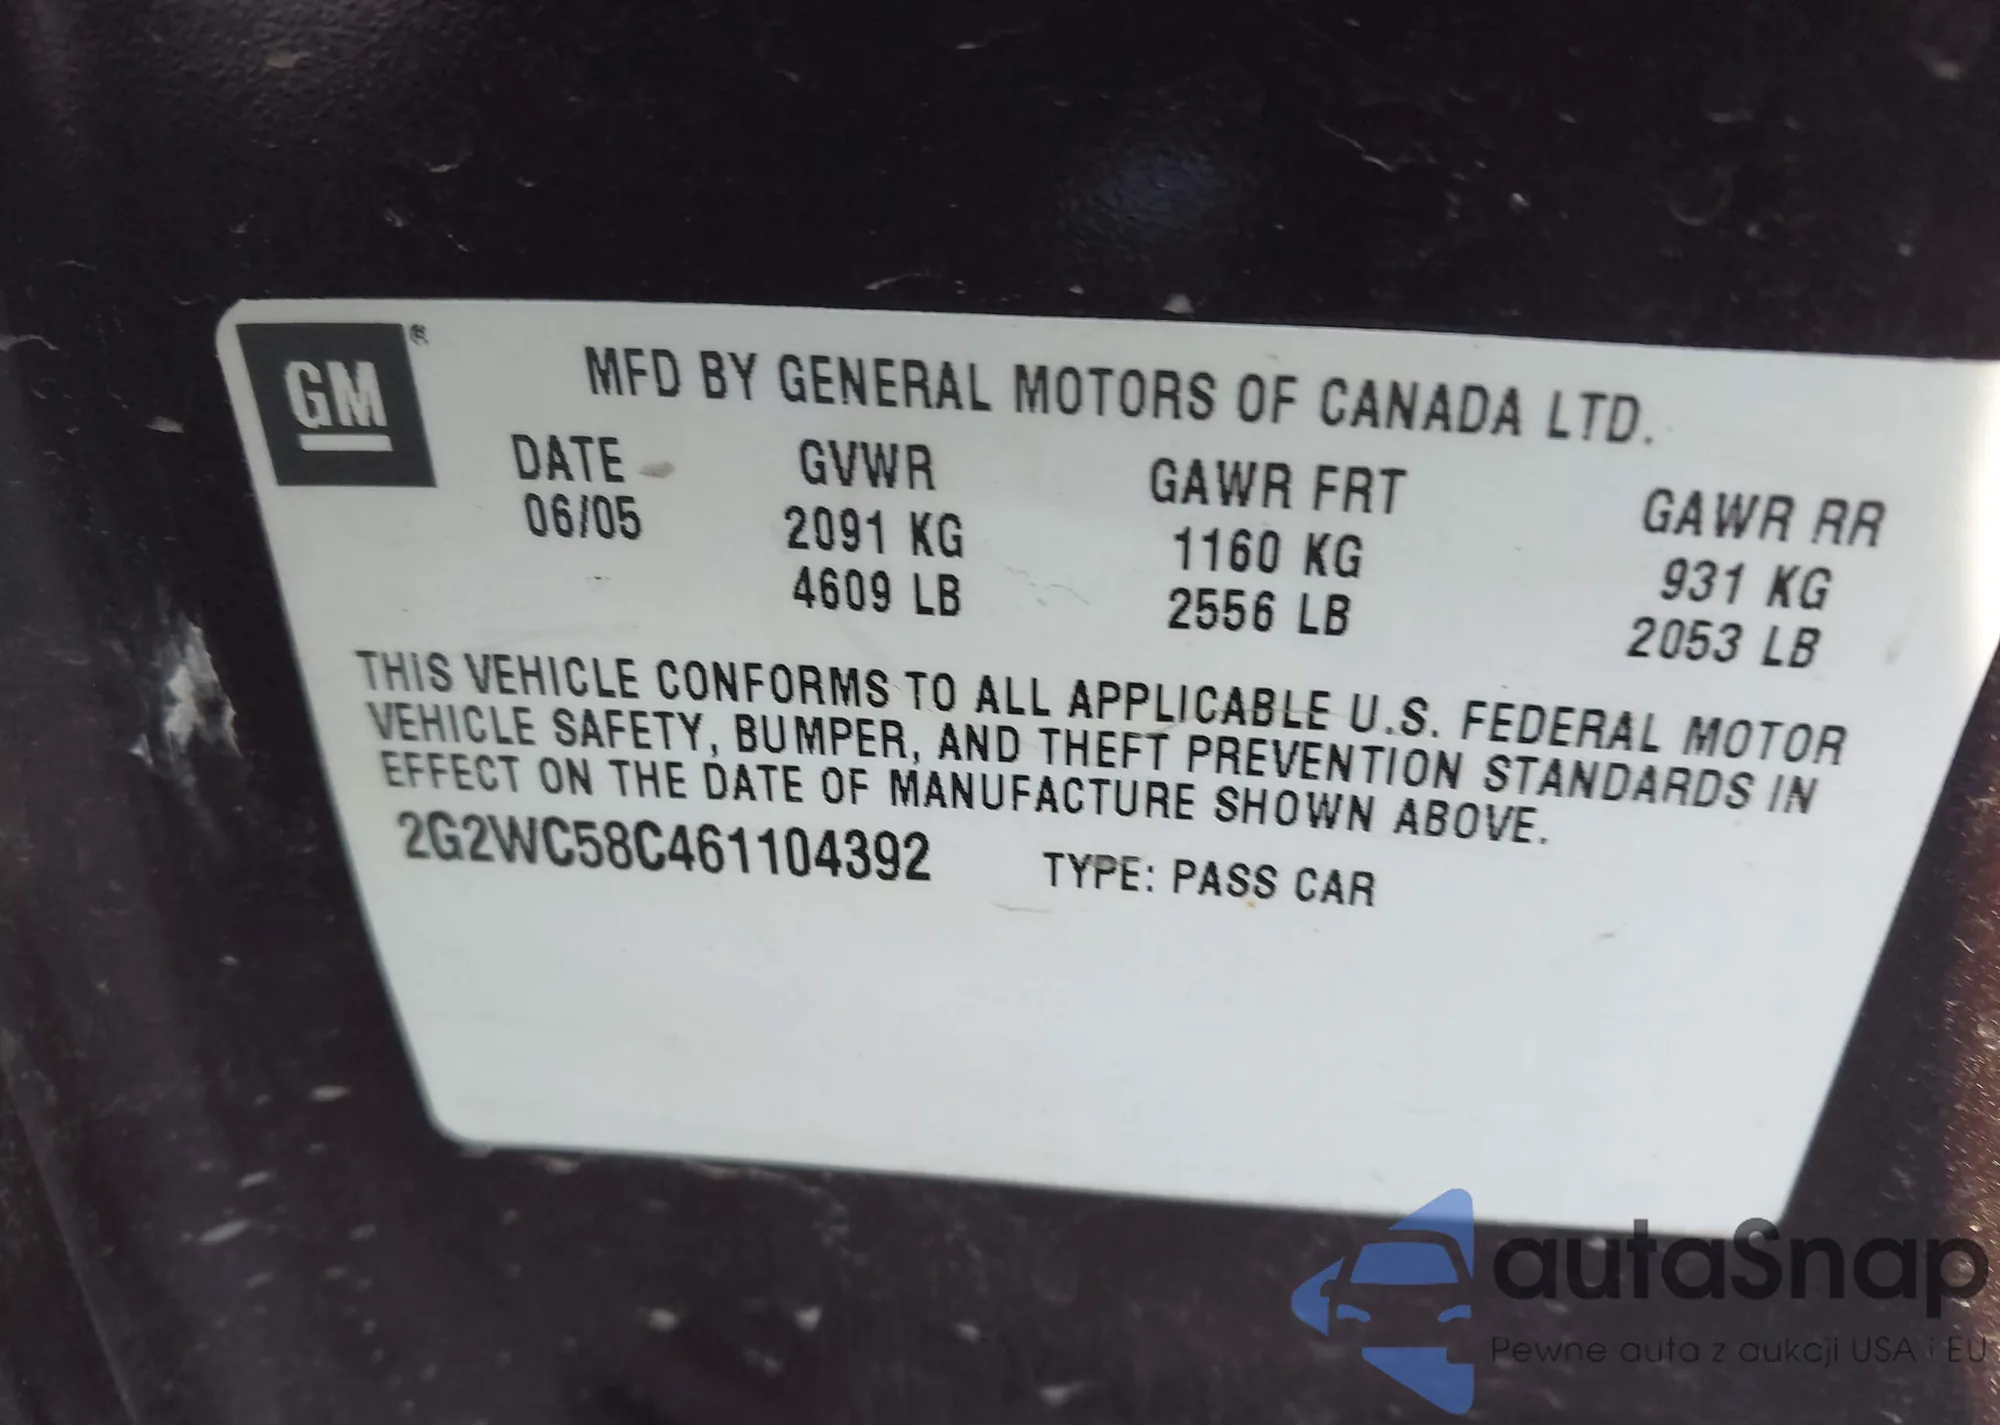 GM ®
MFD BY GENERAL MOTORS OF CANADA LTD.
DATE GVWR GAWR FRT GAWR RR
06/05 2091 KG 1160 KG 931 KG
4609 LB 2556 LB 2053 LB
THIS VEHICLE CONFORMS TO ALL APPLICABLE U.S. FEDERAL MOTOR
VEHICLE SAFETY, BUMPER, AND THEFT PREVENTION STANDARDS IN
EFFECT ON THE DATE OF MANUFACTURE SHOWN ABOVE.
2G2WC58C461104392 TYPE: PASS CAR
autaSnap
Pewne auta z aukcji USA i EU